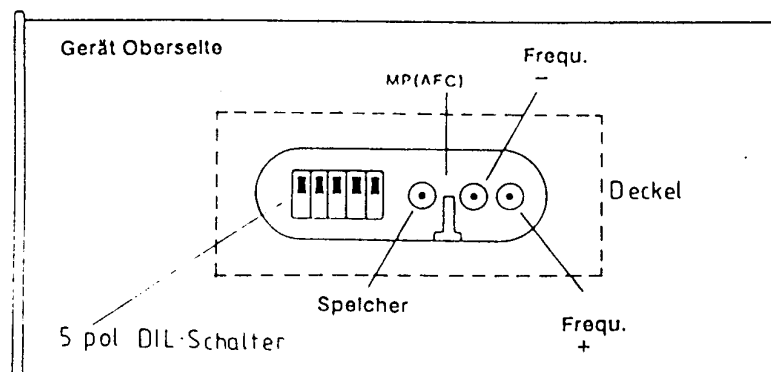 Gerät Oberseite
Frequ.
−
MP(AFC)
Deckel
Speicher
Frequ.
+
5 pol DIL-Schalter